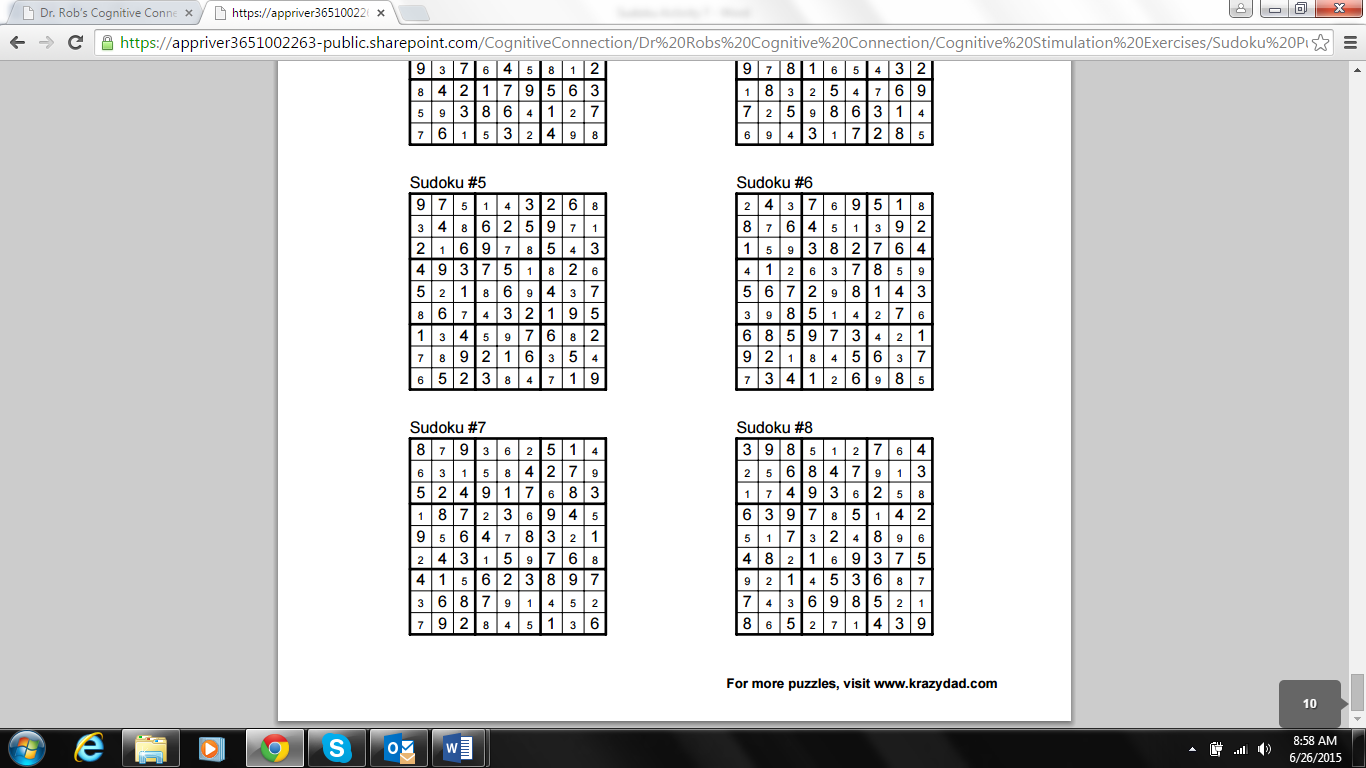 Dr. Rob's Cognitive Conne
https://appriver3651002263
https://appriver3651002263-public.sharepoint.com/CognitiveConnection/Dr%20Robs%20Cognitive%20Connection/Cognitive%20Stimulation%20Exercises/Sudoku%20Pu
9 3 7 6 4 5 8 1 2
8 4 2 1 7 9 5 6 3
5 9 3 8 6 4 1 2 7
7 6 1 5 3 2 4 9 8
9 7 8 1 6 5 4 3 2
1 8 3 2 5 4 7 6 9
7 2 5 9 8 6 3 1 4
6 9 4 3 1 7 2 8 5
Sudoku #5
9 7 5 1 4 3 2 6 8
3 4 8 6 2 5 9 7 1
2 1 6 9 7 8 5 4 3
4 9 3 7 5 1 8 2 6
5 2 1 8 6 9 4 3 7
8 6 7 4 3 2 1 9 5
1 3 4 5 9 7 6 8 2
7 8 9 2 1 6 3 5 4
6 5 2 3 8 4 7 1 9
Sudoku #6
2 4 3 7 6 9 5 1 8
8 7 6 4 5 1 3 9 2
1 5 9 3 8 2 7 6 4
4 1 2 6 3 7 8 5 9
5 6 7 2 9 8 1 4 3
3 9 8 5 1 4 2 7 6
6 8 5 9 7 3 4 2 1
9 2 1 8 4 5 6 3 7
7 3 4 1 2 6 9 8 5
Sudoku #7
8 7 9 3 6 2 5 1 4
6 3 1 5 8 4 2 7 9
5 2 4 9 1 7 6 8 3
1 8 7 2 3 6 9 4 5
9 5 6 4 7 8 3 2 1
2 4 3 1 5 9 7 6 8
4 1 5 6 2 3 8 9 7
3 6 8 7 9 1 4 5 2
7 9 2 8 4 5 1 3 6
Sudoku #8
3 9 8 5 1 2 7 6 4
2 5 6 8 4 7 9 1 3
1 7 4 9 3 6 2 5 8
6 3 9 7 8 5 1 4 2
5 1 7 3 2 4 8 9 6
4 8 2 1 6 9 3 7 5
9 2 1 4 5 3 6 8 7
7 4 3 6 9 8 5 2 1
8 6 5 2 7 1 4 3 9
For more puzzles, visit www.krazydad.com
10
8:58 AM
6/26/2015